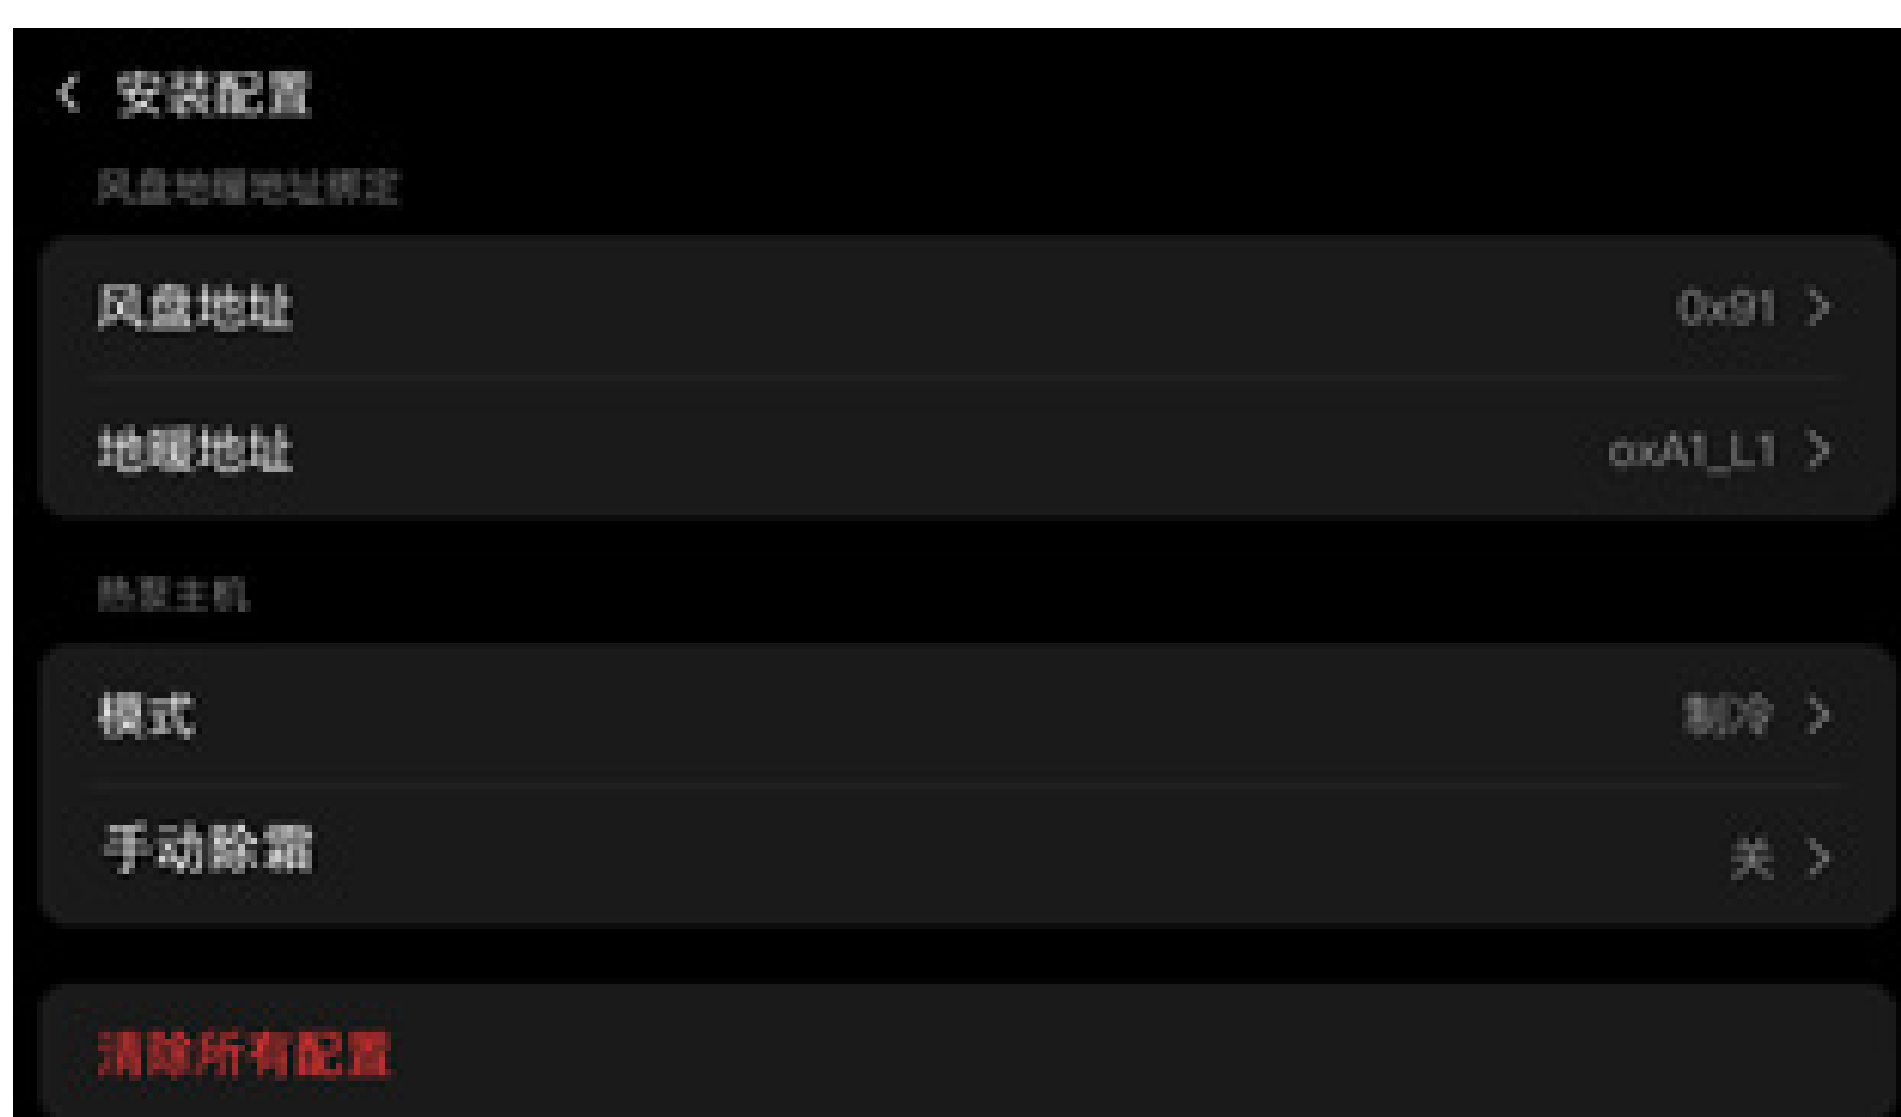 安装配置
风盘地暖地址绑定
风盘地址 0x91
地暖地址 oxA1_L1
热泵主机
模式 制冷
手动除霜 关
清除所有配置